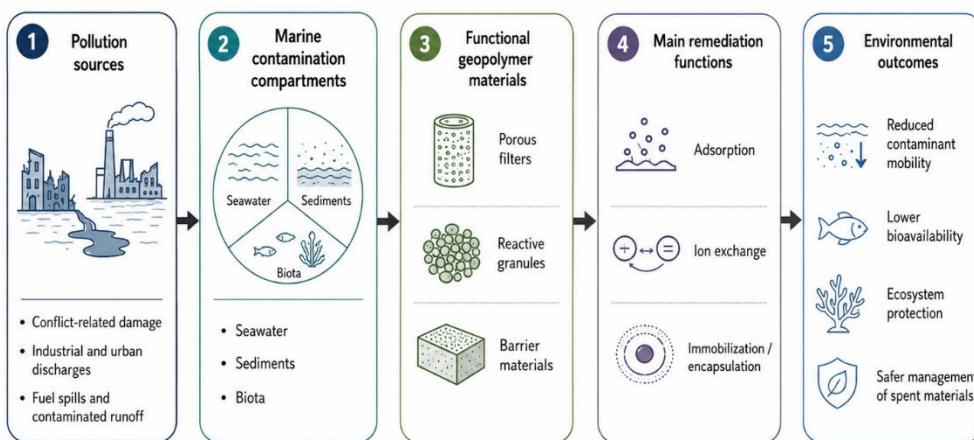 1
Pollution
sources
Conflict-related damage
Industrial and urban
discharges
Fuel spills and
contaminated runoff
2
Marine
contamination
compartments
Seawater
Sediments
Biota
Seawater
Sediments
Biota
3
Functional
geopolymer
materials
Porous
filters
Reactive
granules
Barrier
materials
4
Main remediation
functions
Adsorption
Ion exchange
Immobilization /
encapsulation
5
Environmental
outcomes
Reduced
contaminant
mobility
Lower
bioavailability
Ecosystem
protection
Safer management
of spent materials